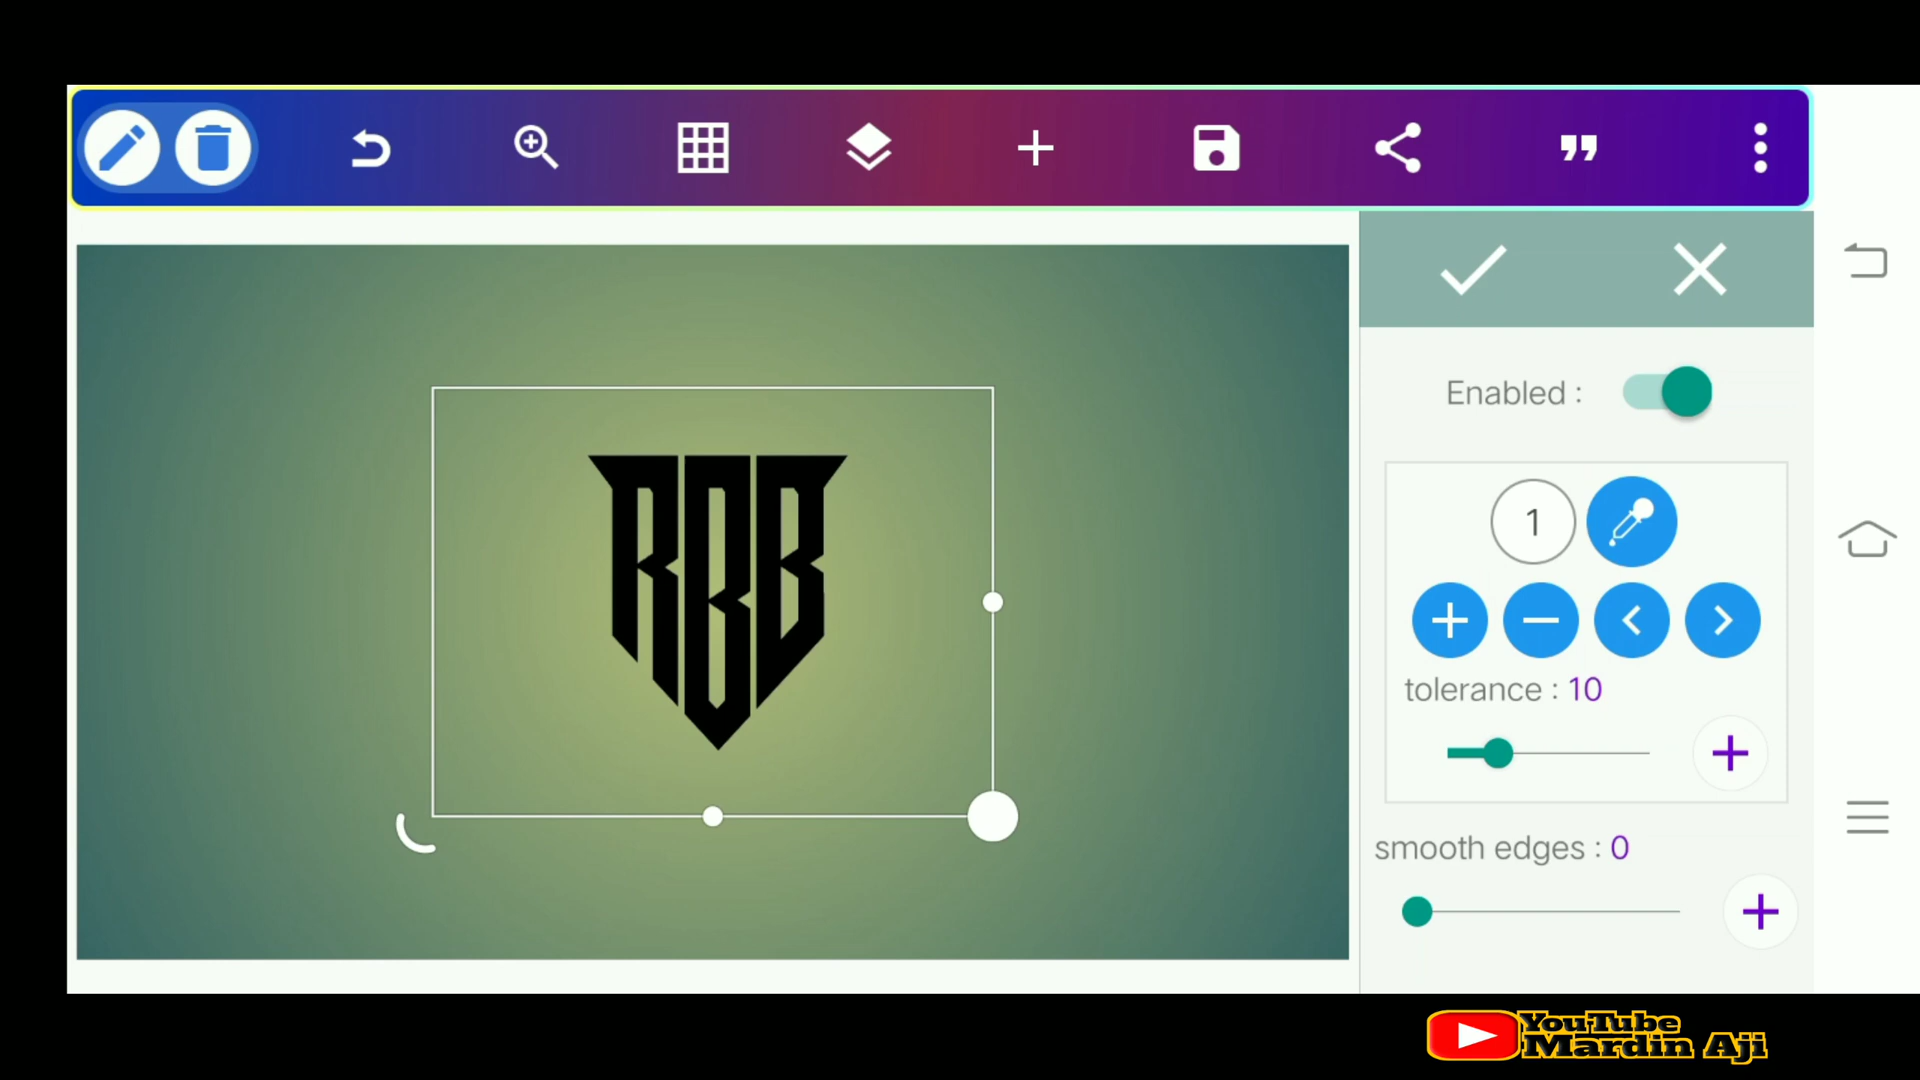 RBB
Enabled :
1
tolerance : 10
smooth edges : 0
YouTube
Mardin Aji